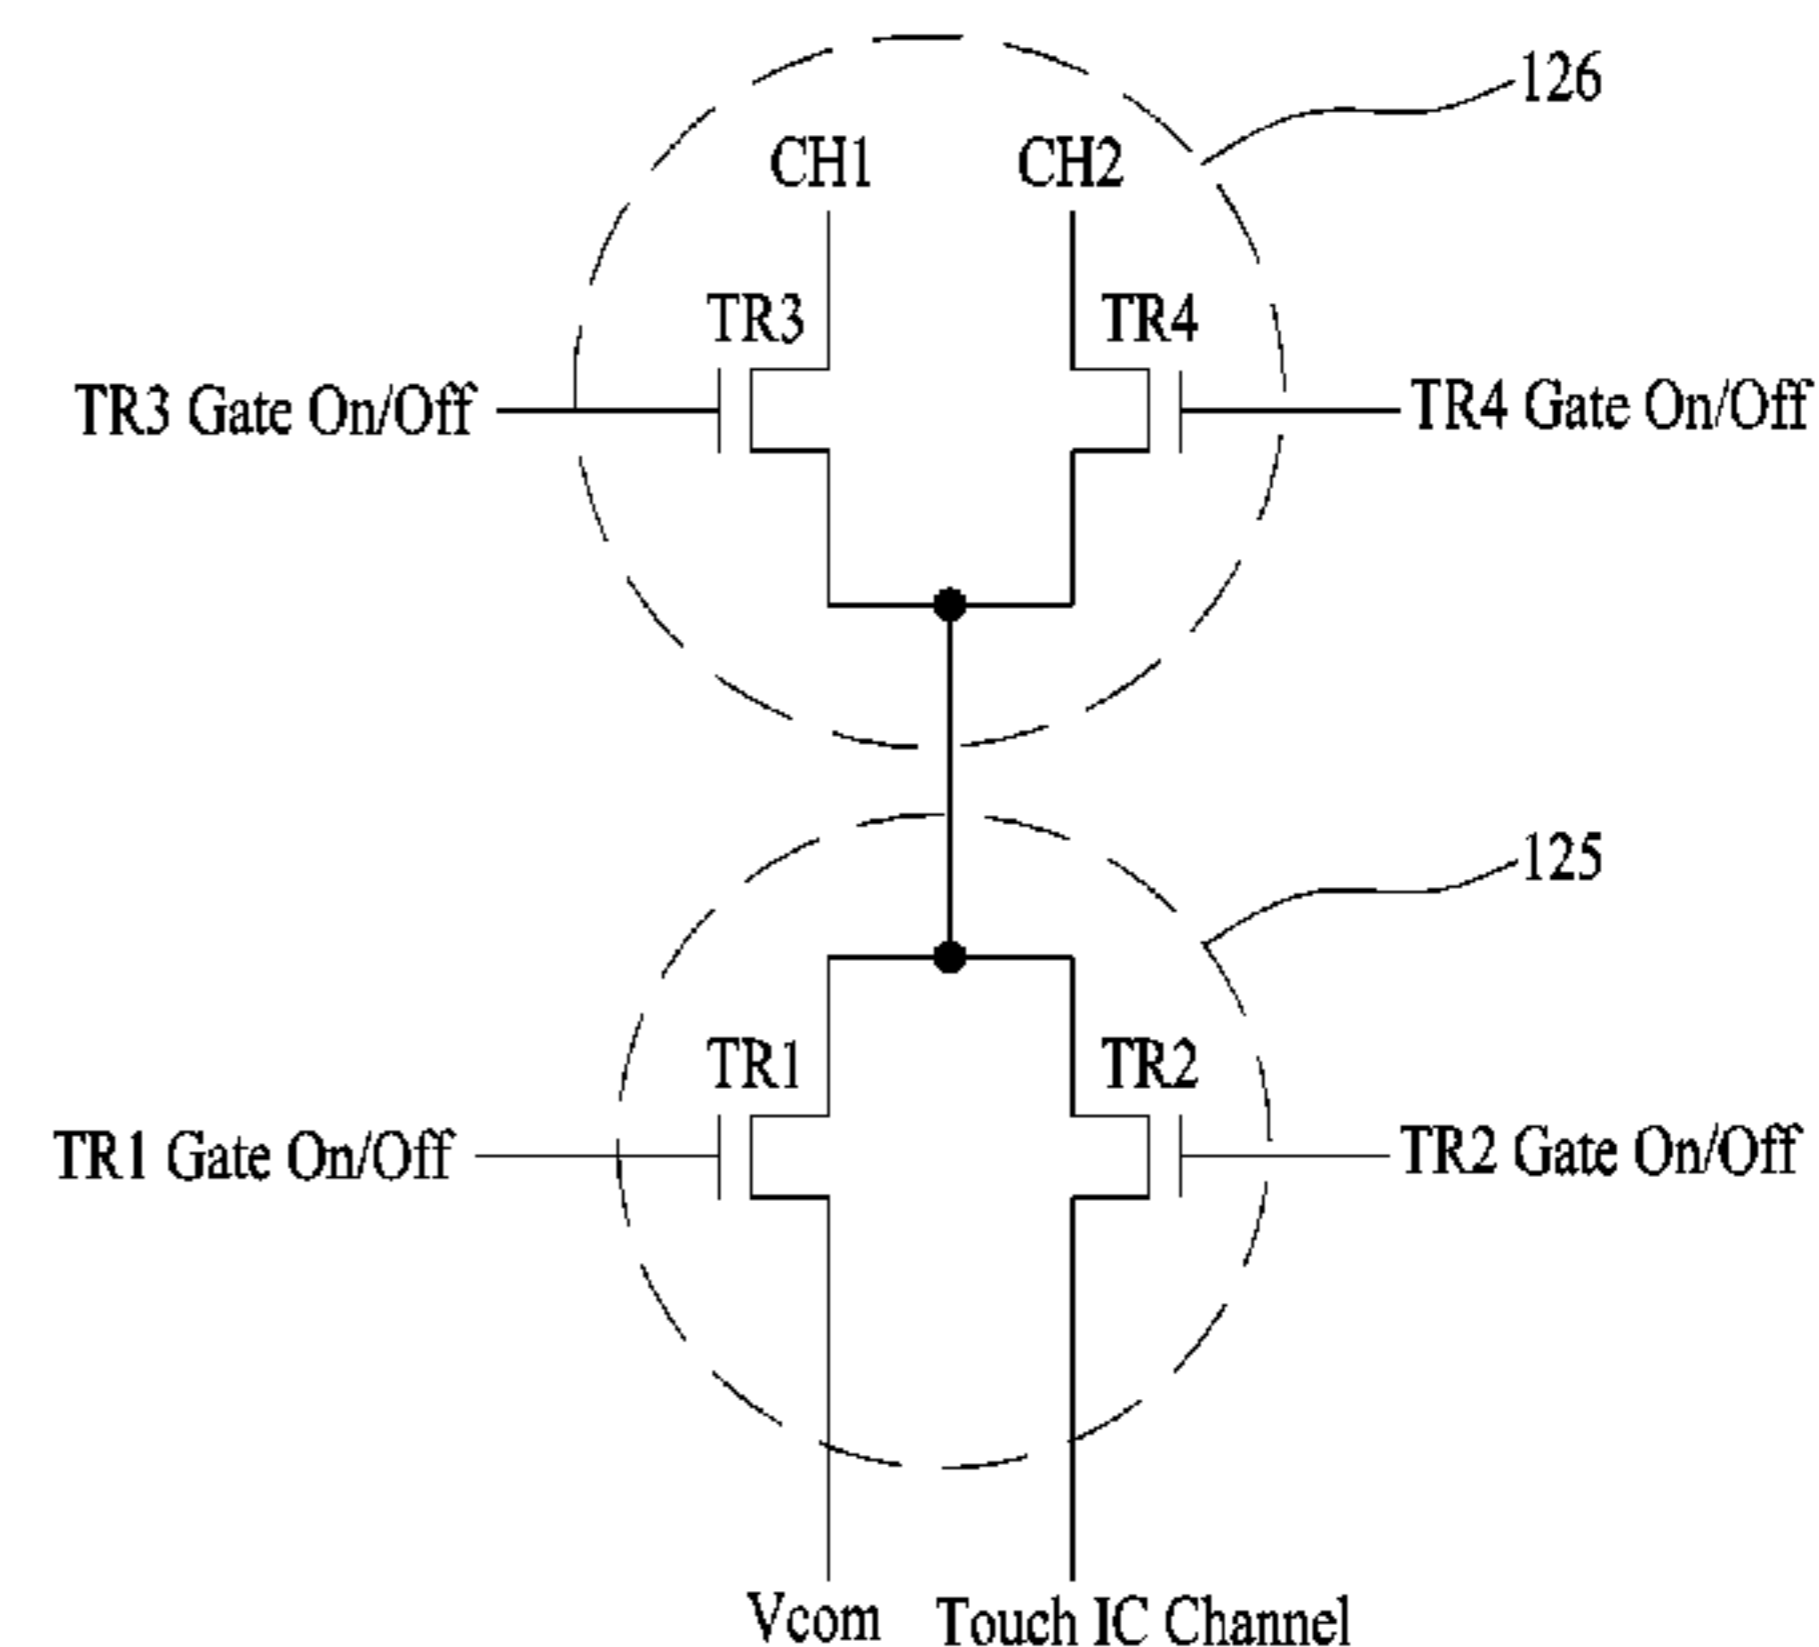 126
CH1 CH2
TR3 TR4
TR3 Gate On/Off TR4 Gate On/Off
125
TR1 TR2
TR1 Gate On/Off TR2 Gate On/Off
Vcom Touch IC Channel